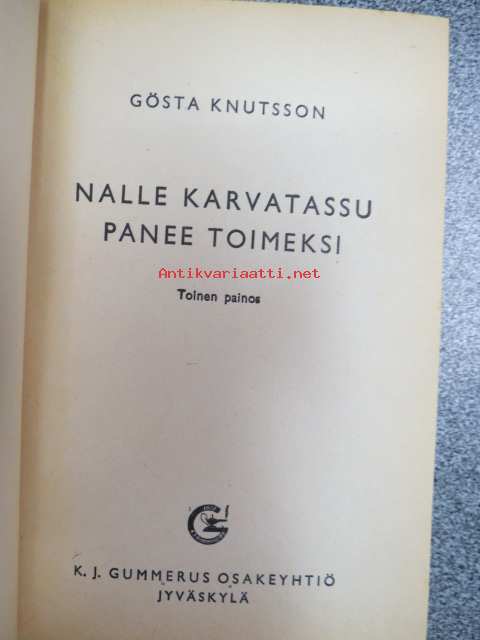 GÖSTA KNUTSSON
NALLE KARVATASSU
PANEE TOIMEKSI
Antikvariaatti.net
Toinen painos
K. J. GUMMERUS OSAKEYHTIÖ
JYVÄSKYLÄ